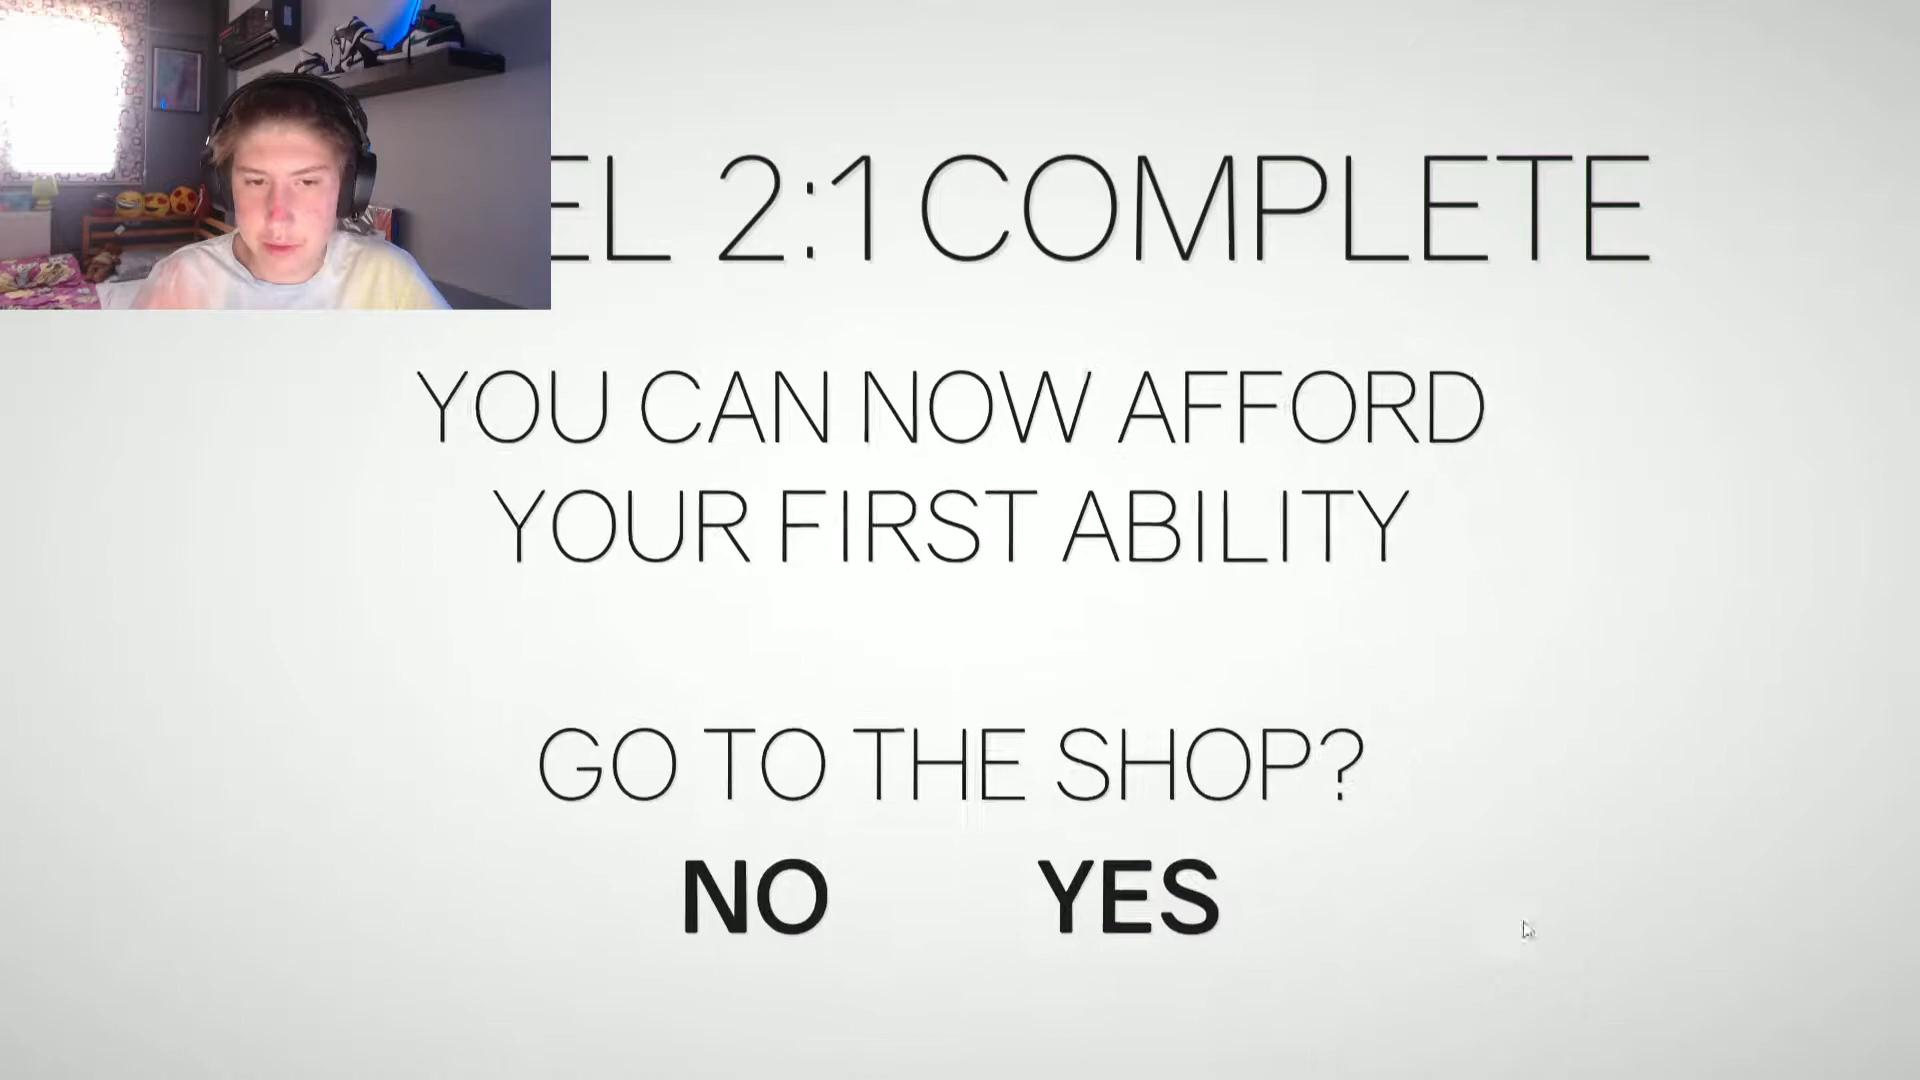 EL 2:1 COMPLETE
YOU CAN NOW AFFORD
YOUR FIRST ABILITY
GO TO THE SHOP?
NO YES